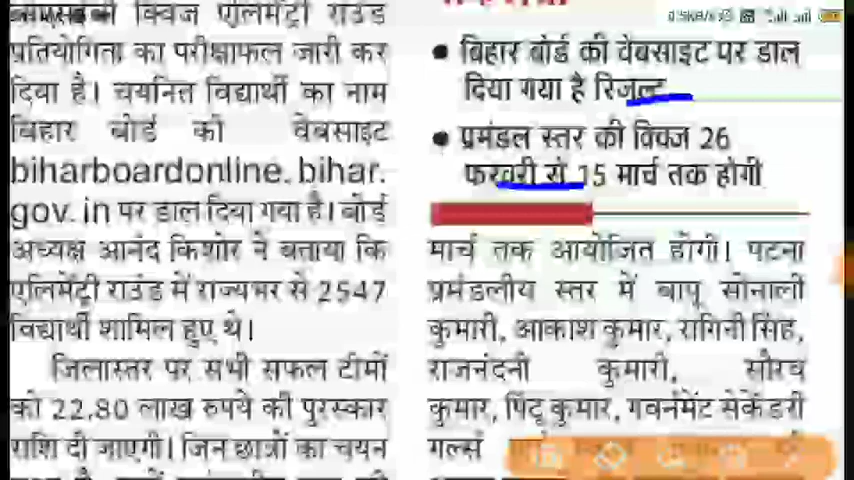 क्विज एलिमेंट्री राउंड
प्रतियोगिता का परीक्षाफल जारी कर
दिया है। चयनित विद्यार्थी का नाम
बिहार बोर्ड की वेबसाइट
biharboardonline.bihar.
gov.in पर डाल दिया गया है। बोर्ड
अध्यक्ष आनंद किशोर ने बताया कि
एलिमेंट्री राउंड में राज्यभर से 2547
विद्यार्थी शामिल हुए थे।
जिलास्तर पर सभी सफल टीमों
को 22.80 लाख रुपये की पुरस्कार
राशि दी जाएगी। जिन छात्रों का चयन
• बिहार बोर्ड की वेबसाइट पर डाल
दिया गया है रिजल्ट
• प्रमंडल स्तर की क्विज 26
फरवरी से 15 मार्च तक होगी
मार्च तक आयोजित होगी। पटना
प्रमंडलीय स्तर में बापू सोनाली
कुमारी, आकाश कुमार, रागिनी सिंह,
राजनंदनी कुमारी, सौरव
कुमार, पिंटू कुमार, गवर्नमेंट सेकेंडरी
गर्ल्स